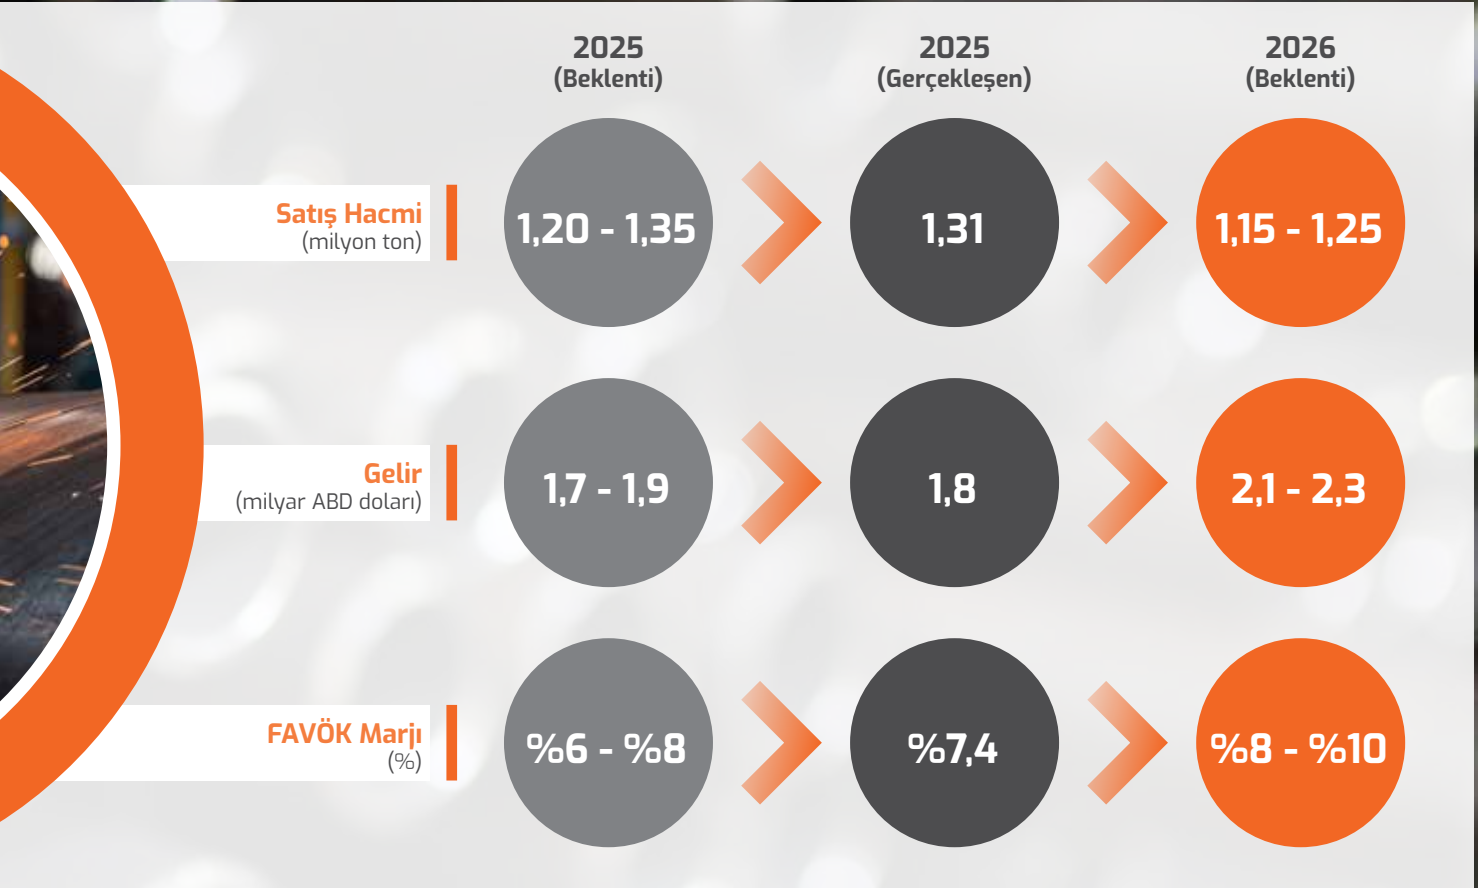 2025
(Beklenti)
2025
(Gerçekleşen)
2026
(Beklenti)
Satış Hacmi
(milyon ton)
1,20 - 1,35
1,31
1,15 - 1,25
Gelir
(milyar ABD doları)
1,7 - 1,9
1,8
2,1 - 2,3
FAVÖK Marjı
(%)
%6 - %8
%7,4
%8 - %10